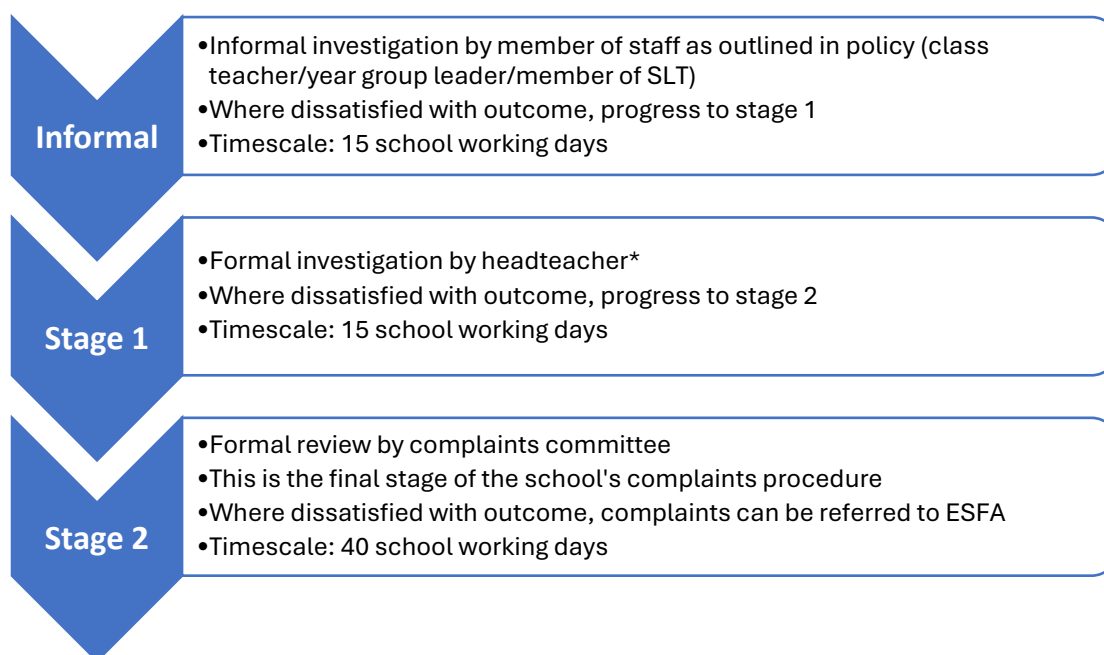 Informal
•Informal investigation by member of staff as outlined in policy (class
teacher/year group leader/member of SLT)
•Where dissatisfied with outcome, progress to stage 1
•Timescale: 15 school working days
Stage 1
•Formal investigation by headteacher*
•Where dissatisfied with outcome, progress to stage 2
•Timescale: 15 school working days
Stage 2
•Formal review by complaints committee
•This is the final stage of the school's complaints procedure
•Where dissatisfied with outcome, complaints can be referred to ESFA
•Timescale: 40 school working days